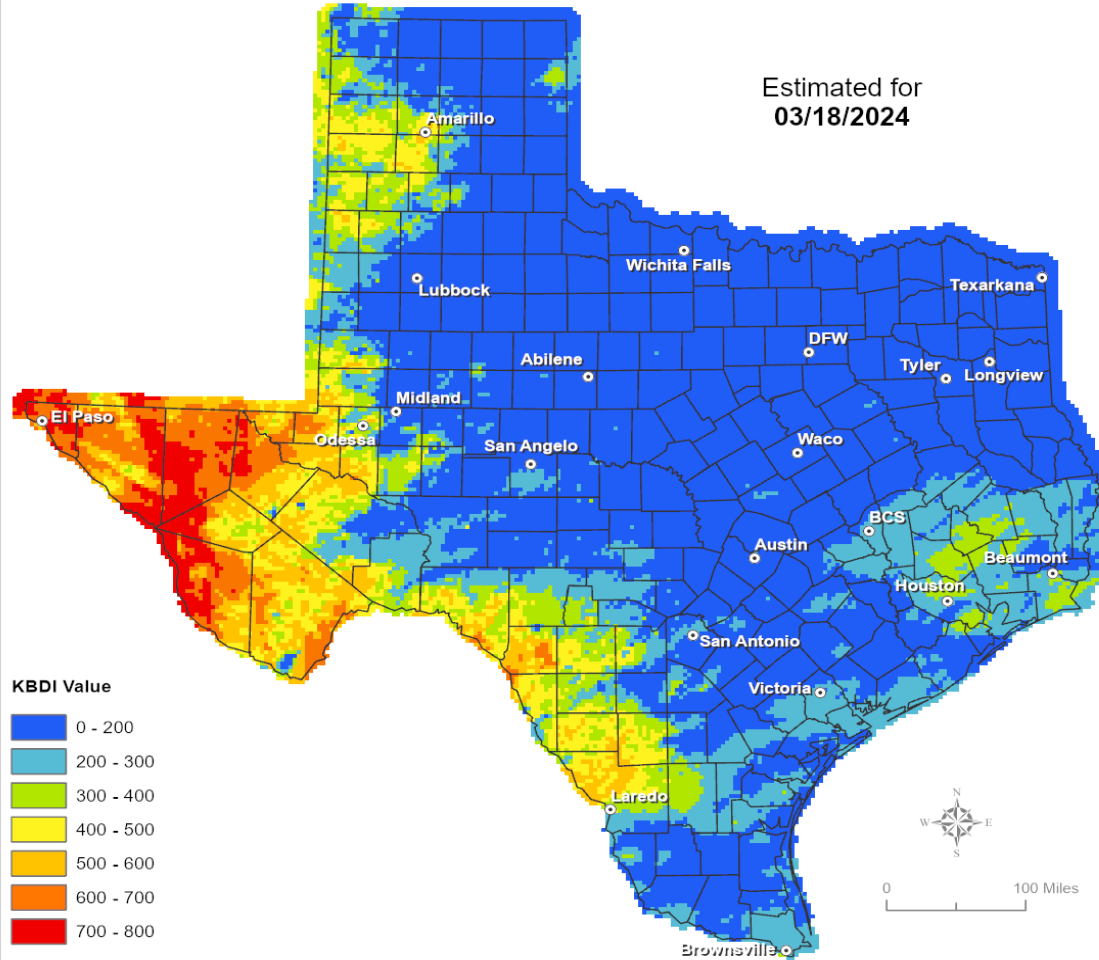 Estimated for
03/18/2024
Amarillo
Wichita Falls
Lubbock
Texarkana
DFW
Abilene
Tyler
Longview
Midland
El Paso
Odessa
San Angelo
Waco
BCS
Austin
Beaumont
Houston
San Antonio
Victoria
Laredo
Brownsville
KBDI Value
0 - 200
200 - 300
300 - 400
400 - 500
500 - 600
600 - 700
700 - 800
N
W E
S
0 100 Miles